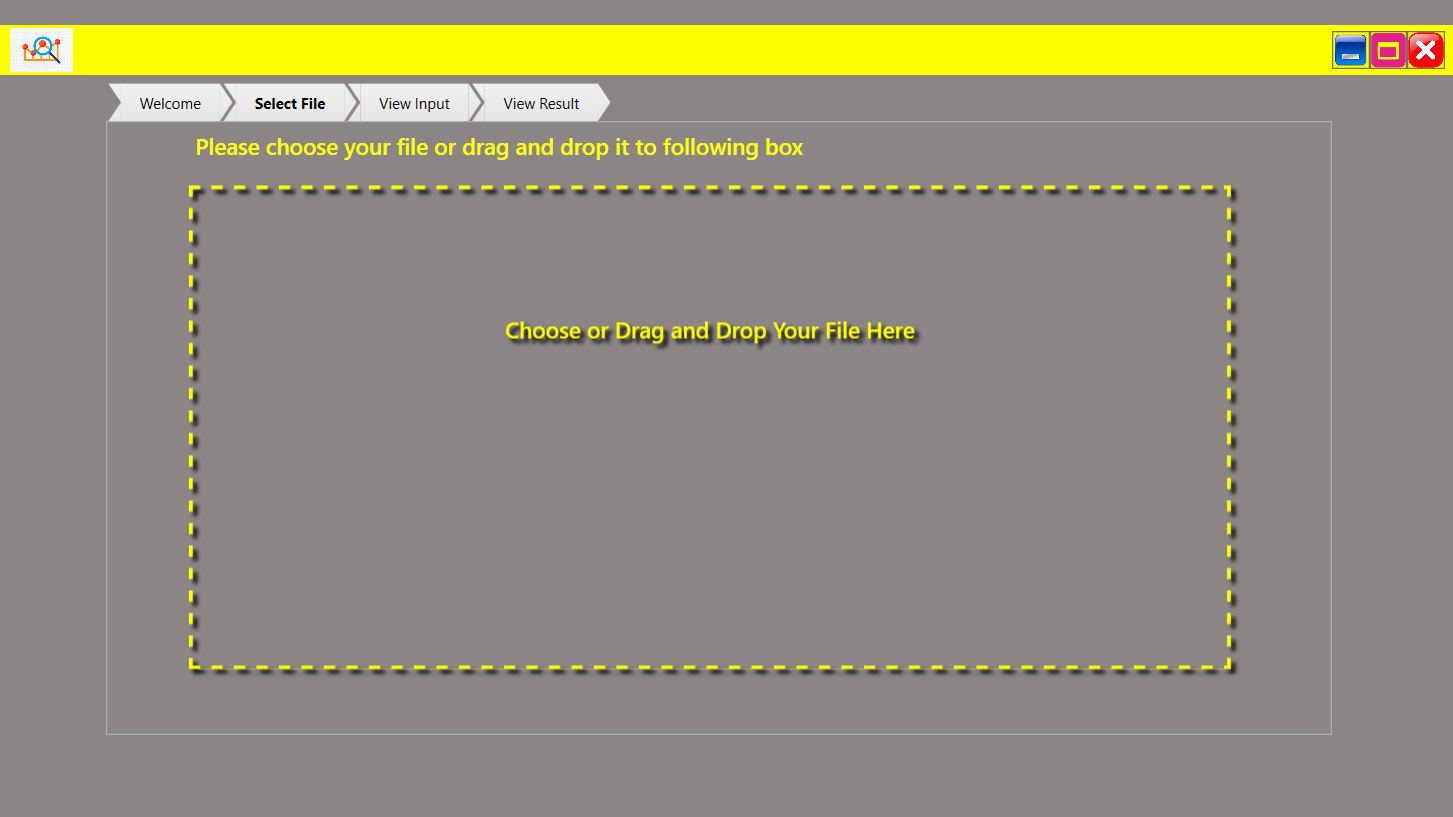 Welcome
Select File
View Input
View Result
Please choose your file or drag and drop it to following box
Choose or Drag and Drop Your File Here